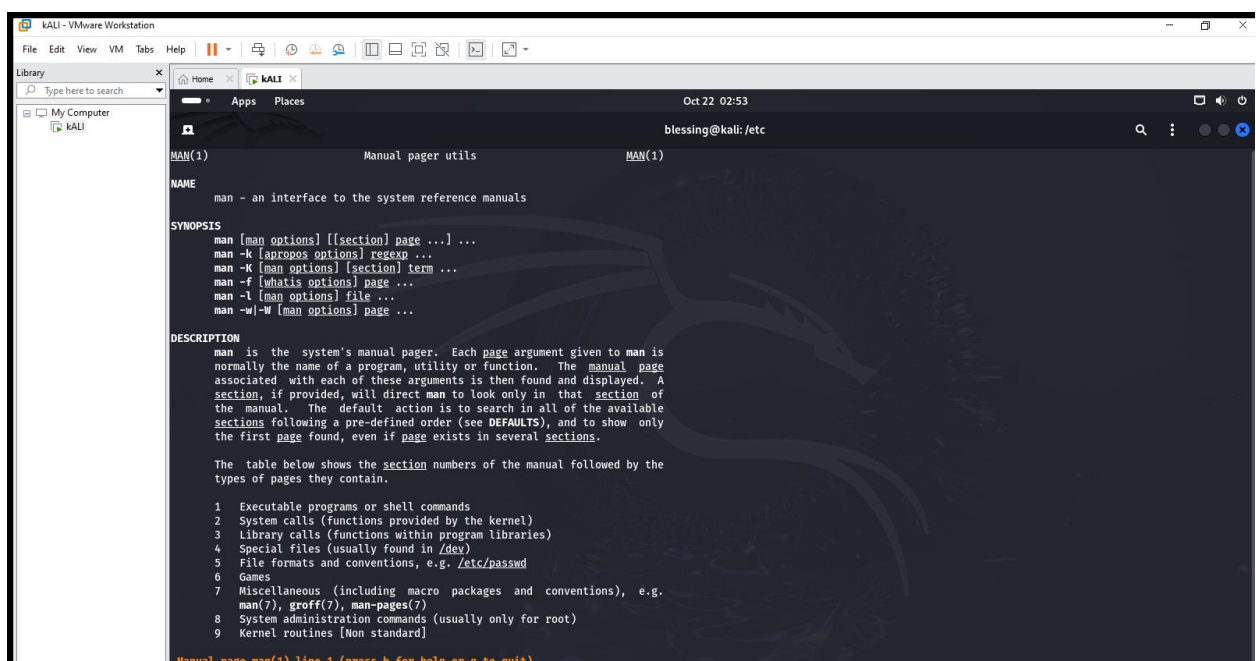 kALI - VMware Workstation
File Edit View VM Tabs Help
Library
Home kALI
Type here to search
Apps Places Oct 22 02:53
My Computer
kALI
blessing@kali: /etc
MAN(1) Manual pager utils MAN(1)
NAME
man - an interface to the system reference manuals
SYNOPSIS
man [man options] [[section] page ...] ...
man -k [apropos options] regexp ...
man -K [man options] [section] term ...
man -f [whatis options] page ...
man -l [man options] file ...
man -w|-W [man options] page ...
DESCRIPTION
man is the system's manual pager. Each page argument given to man is
normally the name of a program, utility or function. The manual page
associated with each of these arguments is then found and displayed. A
section, if provided, will direct man to look only in that section of
the manual. The default action is to search in all of the available
sections following a pre-defined order (see DEFAULTS), and to show only
the first page found, even if page exists in several sections.
The table below shows the section numbers of the manual followed by the
types of pages they contain.
1 Executable programs or shell commands
2 System calls (functions provided by the kernel)
3 Library calls (functions within program libraries)
4 Special files (usually found in /dev)
5 File formats and conventions, e.g. /etc/passwd
6 Games
7 Miscellaneous (including macro packages and conventions), e.g.
man(7), groff(7), man-pages(7)
8 System administration commands (usually only for root)
9 Kernel routines [Non standard]
Manual page man(1) line 1 (press h for help or q to quit)